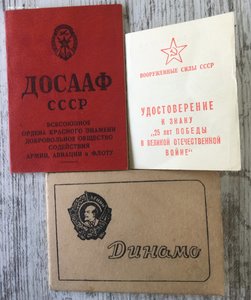 ДОСААФ
СССР
ВСЕСОЮЗНОЕ
ОРДЕНА КРАСНОГО ЗНАМЕНИ
ДОБРОВОЛЬНОЕ ОБЩЕСТВО
СОДЕЙСТВИЯ
АРМИИ, АВИАЦИИ И ФЛОТУ
ВООРУЖЕННЫЕ СИЛЫ СССР
УДОСТОВЕРЕНИЕ
К ЗНАКУ
„25 ЛЕТ ПОБЕДЫ
В ВЕЛИКОЙ ОТЕЧЕСТВЕННОЙ
ВОЙНЕ"
Динамо